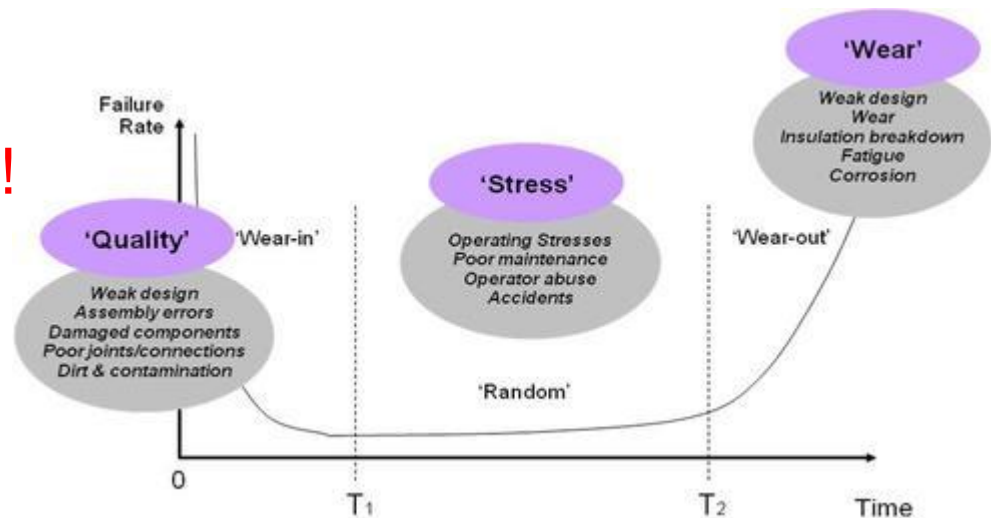 ‘Wear’
Weak design
Wear
Insulation breakdown
Fatigue
Corrosion
Failure
Rate
!
‘Stress’
Operating Stresses
Poor maintenance
Operator abuse
Accidents
‘Quality’
Weak design
Assembly errors
Damaged components
Poor joints/connections
Dirt & contamination
‘Wear-in’
‘Wear-out’
‘Random’
0
T₁
T₂
Time